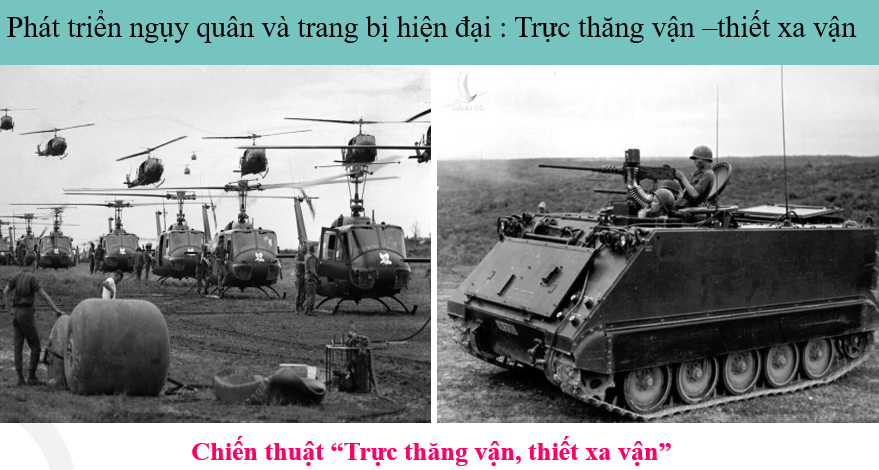 Phát triển ngụy quân và trang bị hiện đại : Trực thăng vận –thiết xa vận
Chiến thuật “Trực thăng vận, thiết xa vận”